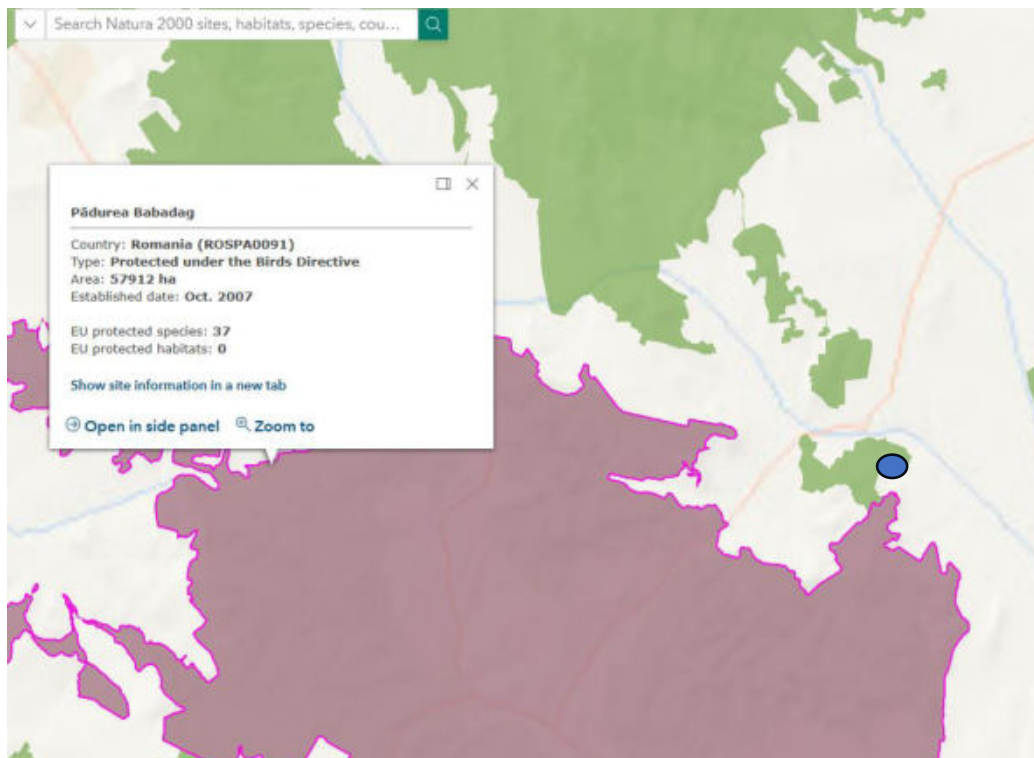 Search Natura 2000 sites, habitats, species, cou...
Pădurea Babadag
Country: Romania (ROSPA0091)
Type: Protected under the Birds Directive
Area: 57912 ha
Established date: Oct. 2007
EU protected species: 37
EU protected habitats: 0
Show site information in a new tab
Open in side panel Zoom to